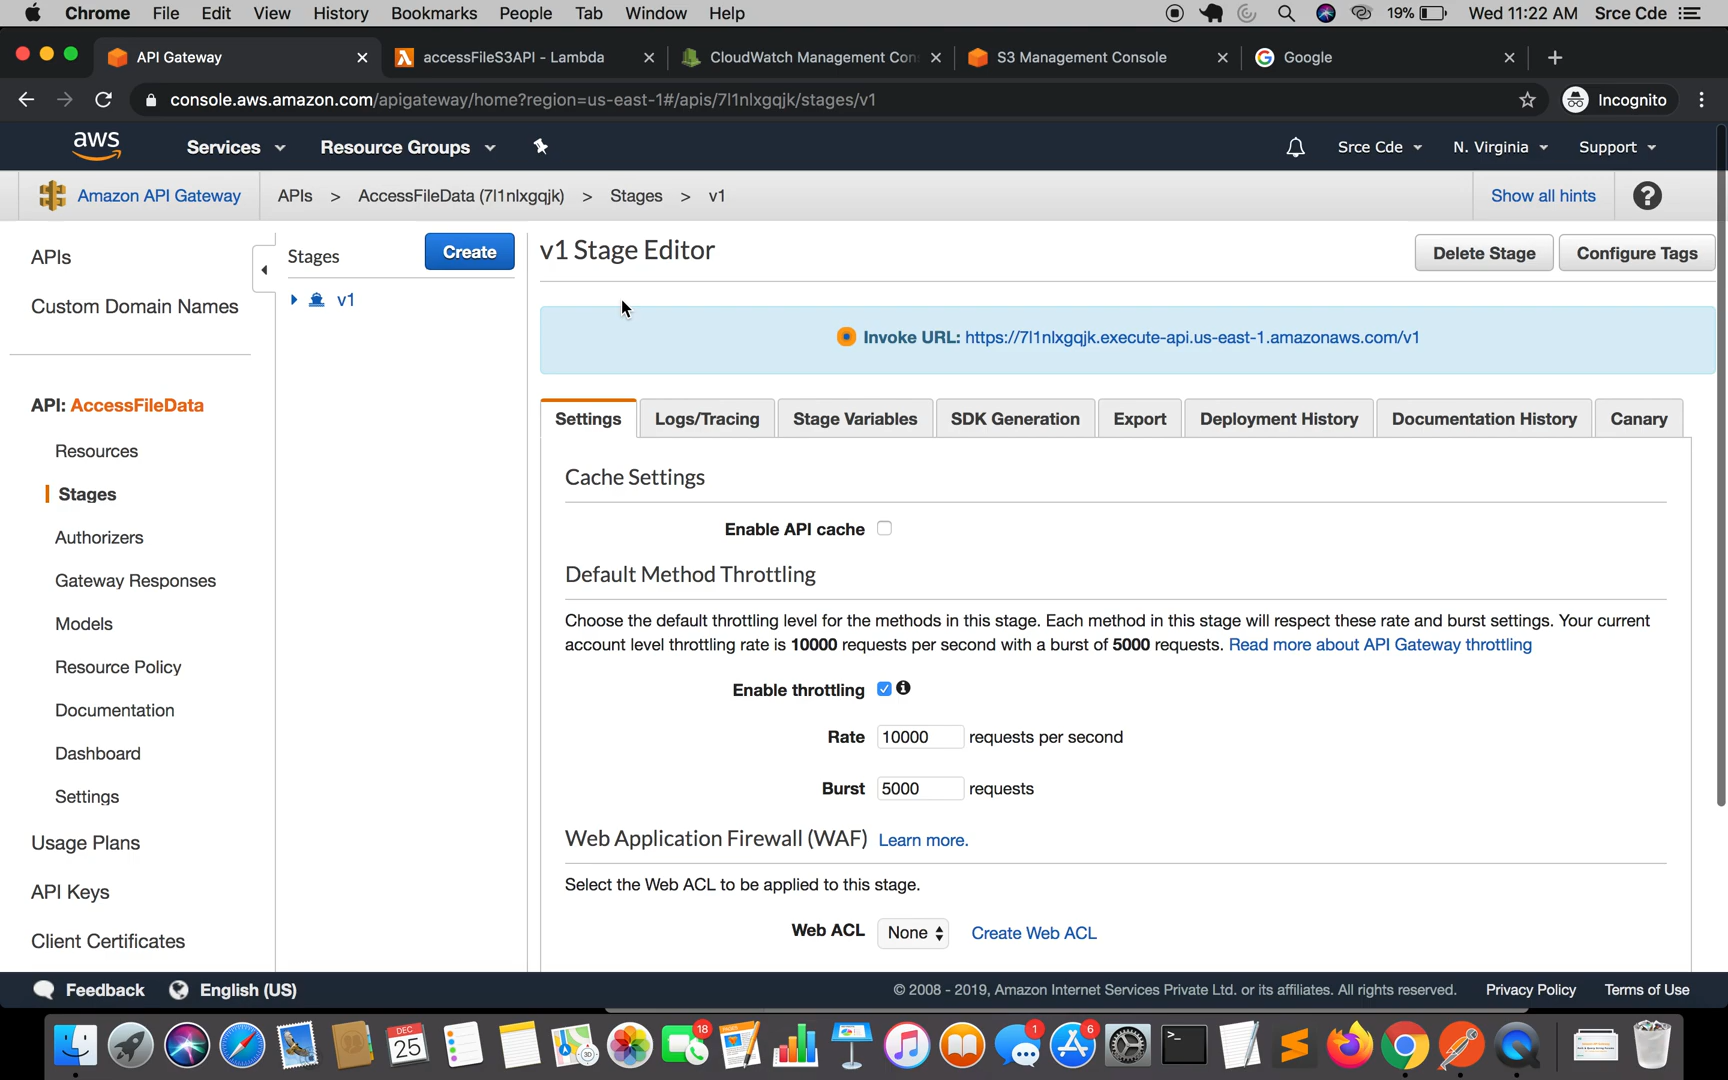 Chrome File Edit View History Bookmarks People Tab Window Help 19% Wed 11:22 AM Srce Cde
API Gateway accessFileS3API - Lambda CloudWatch Management Con S3 Management Console Google
console.aws.amazon.com/apigateway/home?region=us-east-1#/apis/7l1nlxgqjk/stages/v1 Incognito
aws Services Resource Groups Srce Cde N. Virginia Support
Amazon API Gateway APIs > AccessFileData (7l1nlxgqjk) > Stages > v1 Show all hints ?
APIs
Custom Domain Names
API: AccessFileData
Resources
Stages
Authorizers
Gateway Responses
Models
Resource Policy
Documentation
Dashboard
Settings
Usage Plans
API Keys
Client Certificates
Stages Create
v1
v1 Stage Editor Delete Stage Configure Tags
Invoke URL: https://7l1nlxgqjk.execute-api.us-east-1.amazonaws.com/v1
Settings Logs/Tracing Stage Variables SDK Generation Export Deployment History Documentation History Canary
Cache Settings
Enable API cache
Default Method Throttling
Choose the default throttling level for the methods in this stage. Each method in this stage will respect these rate and burst settings. Your current
account level throttling rate is 10000 requests per second with a burst of 5000 requests. Read more about API Gateway throttling
Enable throttling
Rate 10000 requests per second
Burst 5000 requests
Web Application Firewall (WAF) Learn more.
Select the Web ACL to be applied to this stage.
Web ACL None Create Web ACL
Feedback English (US) © 2008 - 2019, Amazon Internet Services Private Ltd. or its affiliates. All rights reserved. Privacy Policy Terms of Use
DEC
25
18
1
6